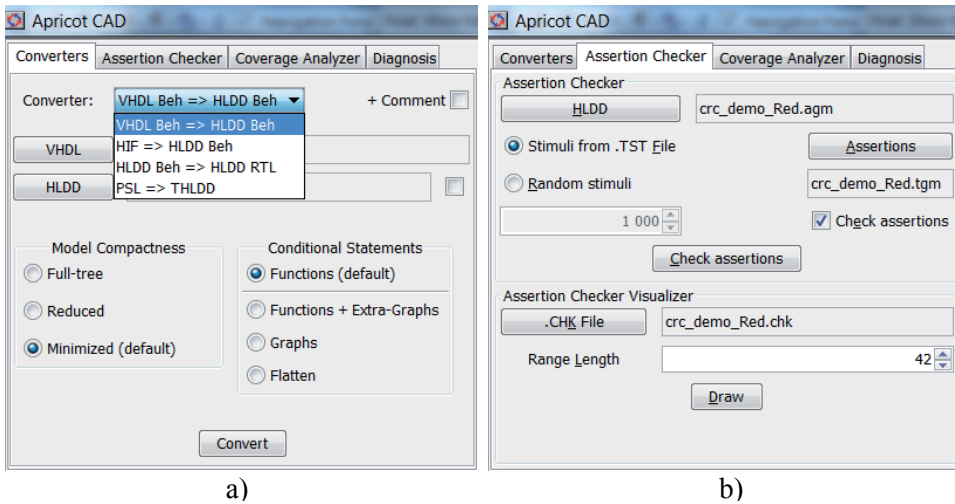 Apricot CAD
Converters Assertion Checker Coverage Analyzer Diagnosis
Converter: VHDL Beh => HLDD Beh + Comment
VHDL Beh => HLDD Beh
HIF => HLDD Beh
HLDD Beh => HLDD RTL
PSL => THLDD
VHDL
HLDD
Model Compactness
Full-tree
Reduced
Minimized (default)
Conditional Statements
Functions (default)
Functions + Extra-Graphs
Graphs
Flatten
Convert
a)
Apricot CAD
Converters Assertion Checker Coverage Analyzer Diagnosis
Assertion Checker
HLDD crc_demo_Red.agm
Stimuli from .TST File Assertions
Random stimuli crc_demo_Red.tgm
1 000 Check assertions
Check assertions
Assertion Checker Visualizer
.CHK File crc_demo_Red.chk
Range Length 42
Draw
b)